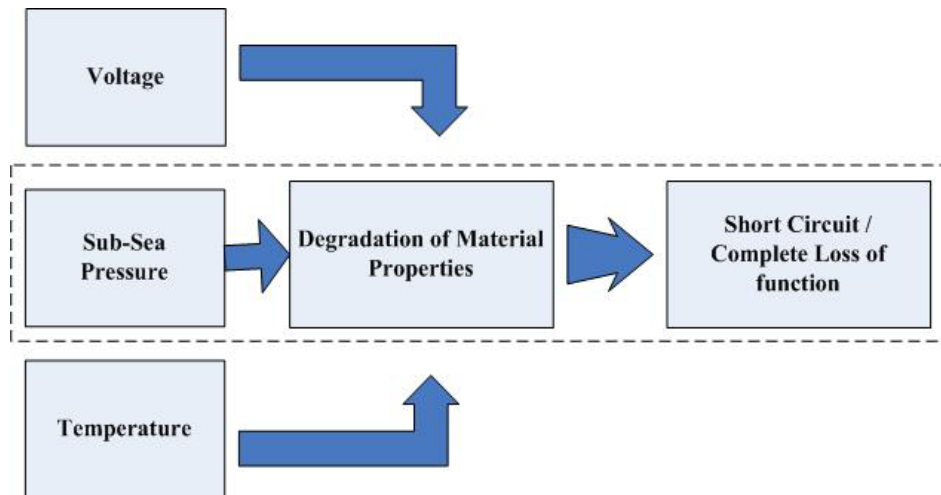 Voltage
Sub-Sea
Pressure
Degradation of Material
Properties
Short Circuit /
Complete Loss of
function
Temperature